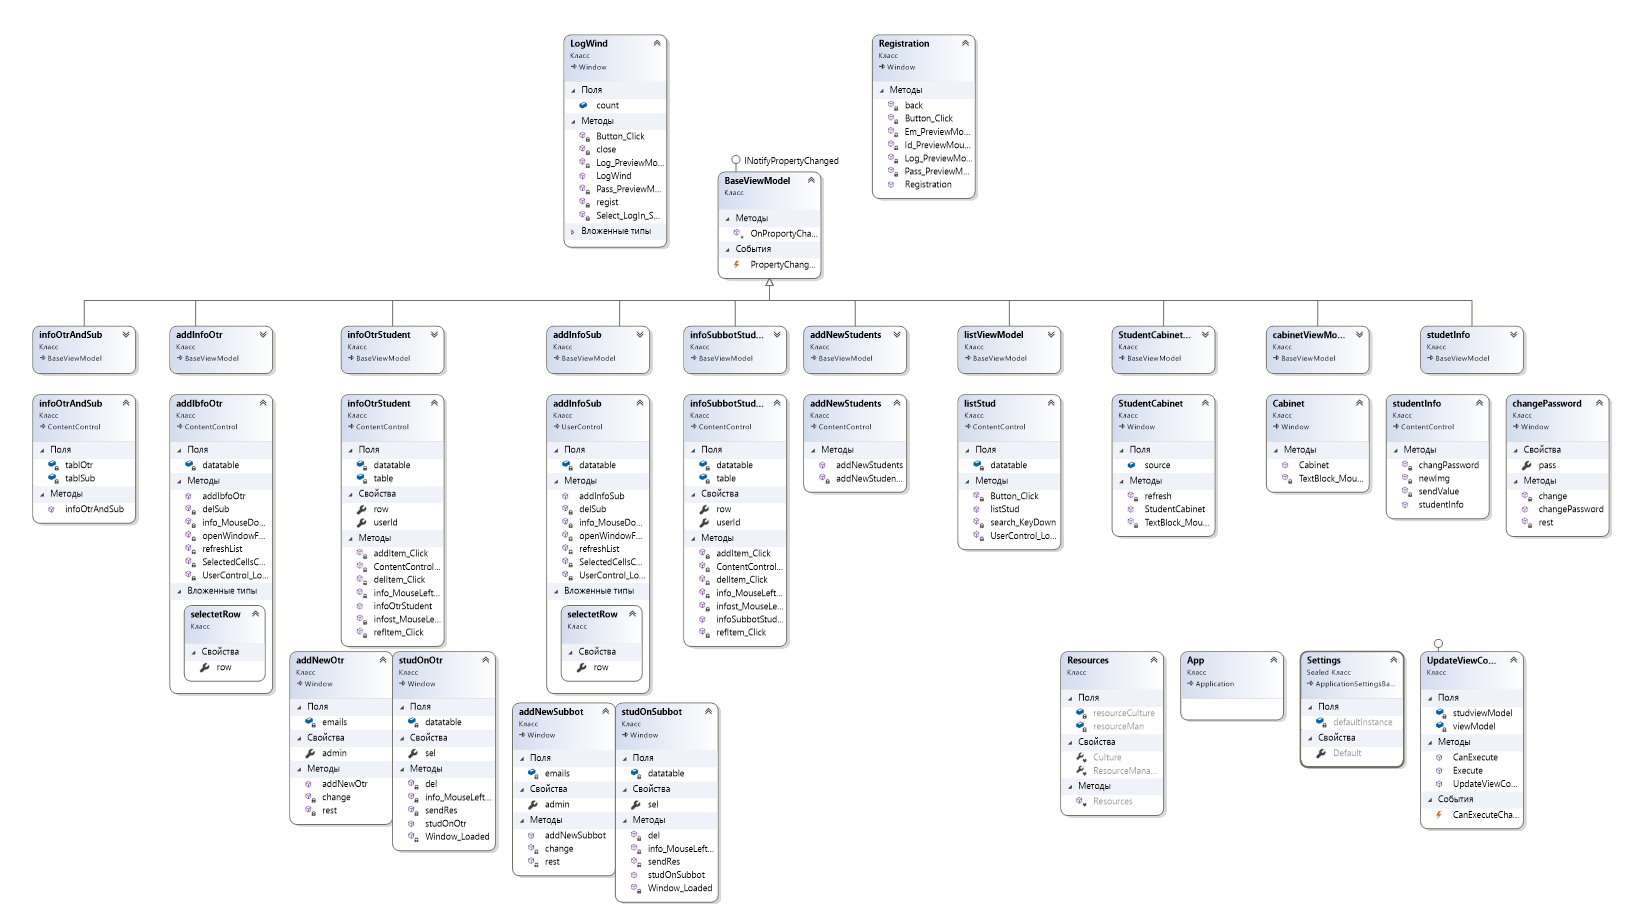 LogWind
Класс
Window
Поля
count
Методы
Button_Click
close
Log_PreviewMo...
LogWind
Pass_PreviewM...
regist
Select_LogIn_S...
Вложенные типы
Registration
Класс
Window
Методы
back
Button_Click
Em_PreviewMo...
Id_PreviewMou...
Log_PreviewMo...
Pass_PreviewM...
Registration
INotifyPropertyChanged
BaseViewModel
Класс
Методы
OnProportyCha...
События
PropertyChang...
infoOtrAndSub
Класс
BaseViewModel
addInfoOtr
Класс
BaseViewModel
infoOtrStudent
Класс
BaseViewModel
addInfoSub
Класс
BaseViewModel
infoSubbotStud...
Класс
BaseViewModel
addNewStudents
Класс
BaseViewModel
listViewModel
Класс
BaseViewModel
StudentCabinet...
Класс
BaseViewModel
cabinetViewMo...
Класс
BaseViewModel
studetInfo
Класс
BaseViewModel
infoOtrAndSub
Класс
ContentControl
Поля
tablOtr
tablSub
Методы
infoOtrAndSub
addIbfoOtr
Класс
ContentControl
Поля
datatable
Методы
addIbfoOtr
delSub
info_MouseDo...
openWindowF...
refreshList
SelectedCellsC...
UserControl_Lo...
Вложенные типы
selectetRow
Класс
Свойства
row
infoOtrStudent
Класс
ContentControl
Поля
datatable
table
Свойства
row
userId
Методы
addItem_Click
ContentControl...
delItem_Click
info_MouseLeft...
infoOtrStudent
infost_MouseLe...
refItem_Click
addInfoSub
Класс
UserControl
Поля
datatable
Методы
addInfoSub
delSub
info_MouseDo...
openWindowF...
refreshList
SelectedCellsC...
UserControl_Lo...
Вложенные типы
selectetRow
Класс
Свойства
row
infoSubbotStud...
Класс
ContentControl
Поля
datatable
table
Свойства
row
userId
Методы
addItem_Click
ContentControl...
delItem_Click
info_MouseLeft...
infost_MouseLe...
infoSubbotStud...
refItem_Click
addNewStudents
Класс
ContentControl
Методы
addNewStudents
addNewStuden...
listStud
Класс
ContentControl
Поля
datatable
Методы
Button_Click
listStud
search_KeyDown
UserControl_Lo...
StudentCabinet
Класс
Window
Поля
source
Методы
refresh
StudentCabinet
TextBlock_Mou...
Cabinet
Класс
Window
Методы
Cabinet
TextBlock_Mou...
studentInfo
Класс
ContentControl
Методы
changPassword
newImg
sendValue
studentInfo
changePassword
Класс
Window
Свойства
pass
Методы
change
changePassword
rest
addNewOtr
Класс
Window
Поля
emails
Свойства
admin
Методы
addNewOtr
change
rest
studOnOtr
Класс
Window
Поля
datatable
Свойства
sel
Методы
del
info_MouseLeft...
sendRes
studOnOtr
Window_Loaded
addNewSubbot
Класс
Window
Поля
emails
Свойства
admin
Методы
addNewSubbot
change
rest
studOnSubbot
Класс
Window
Поля
datatable
Свойства
sel
Методы
del
info_MouseLeft...
sendRes
studOnSubbot
Window_Loaded
Resources
Класс
Поля
resourceCulture
resourceMan
Свойства
Culture
ResourceMana...
Методы
Resources
App
Класс
Application
Settings
Sealed Класс
ApplicationSettingsBa...
Поля
defaultInstance
Свойства
Default
UpdateViewCo...
Класс
Поля
studviewModel
viewModel
Методы
CanExecute
Execute
UpdateViewCo...
События
CanExecuteCha...